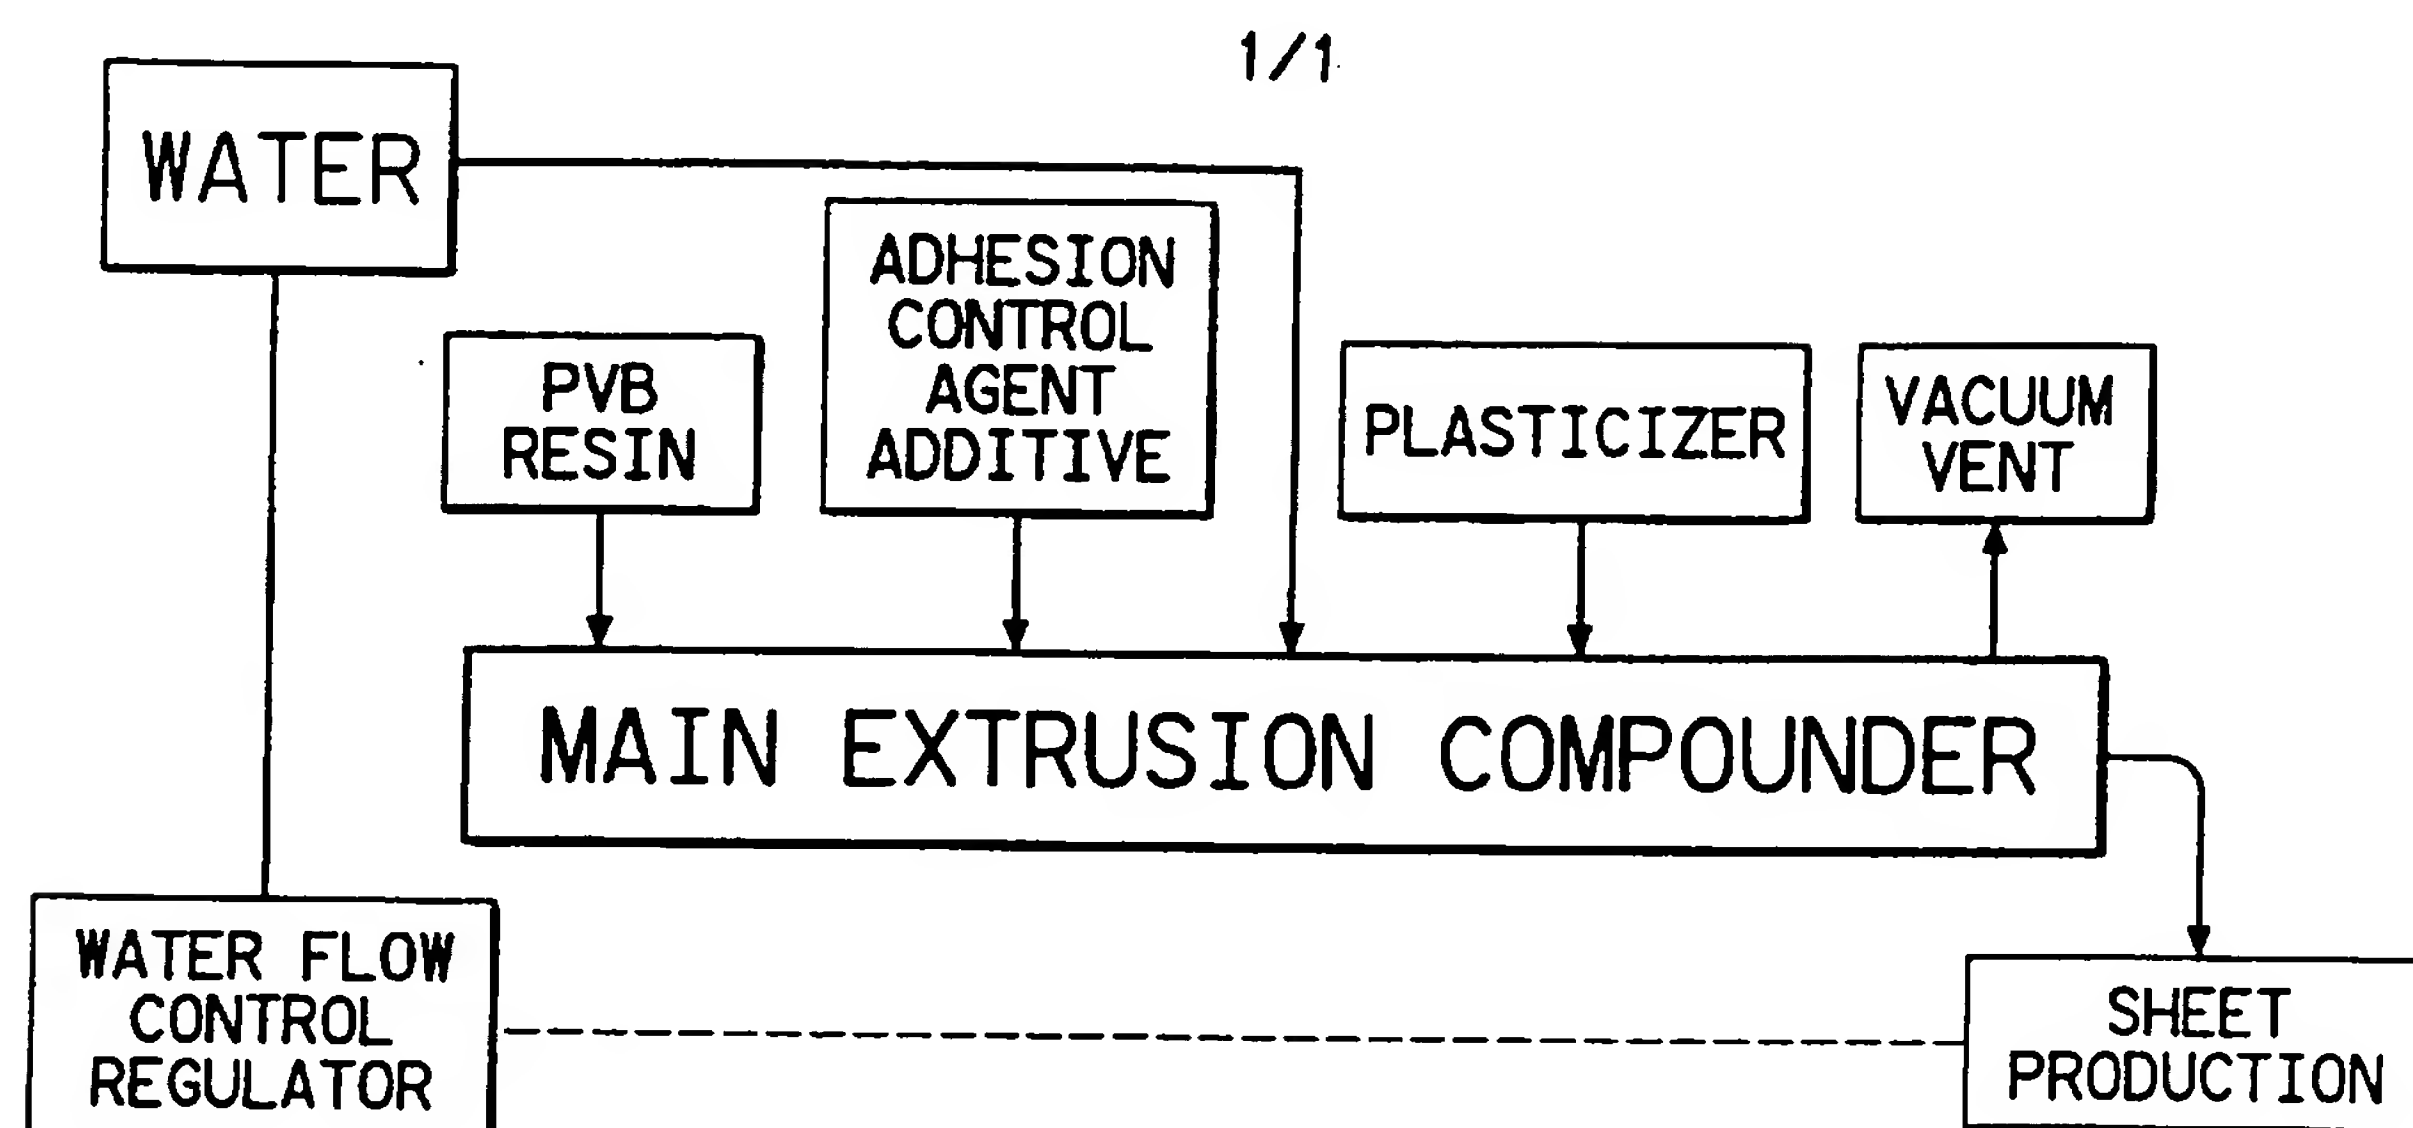 1/1
WATER
ADHESION
CONTROL
AGENT
ADDITIVE
PVB
RESIN
PLASTICIZER
VACUUM
VENT
MAIN EXTRUSION COMPOUNDER
WATER FLOW
CONTROL
REGULATOR
SHEET
PRODUCTION